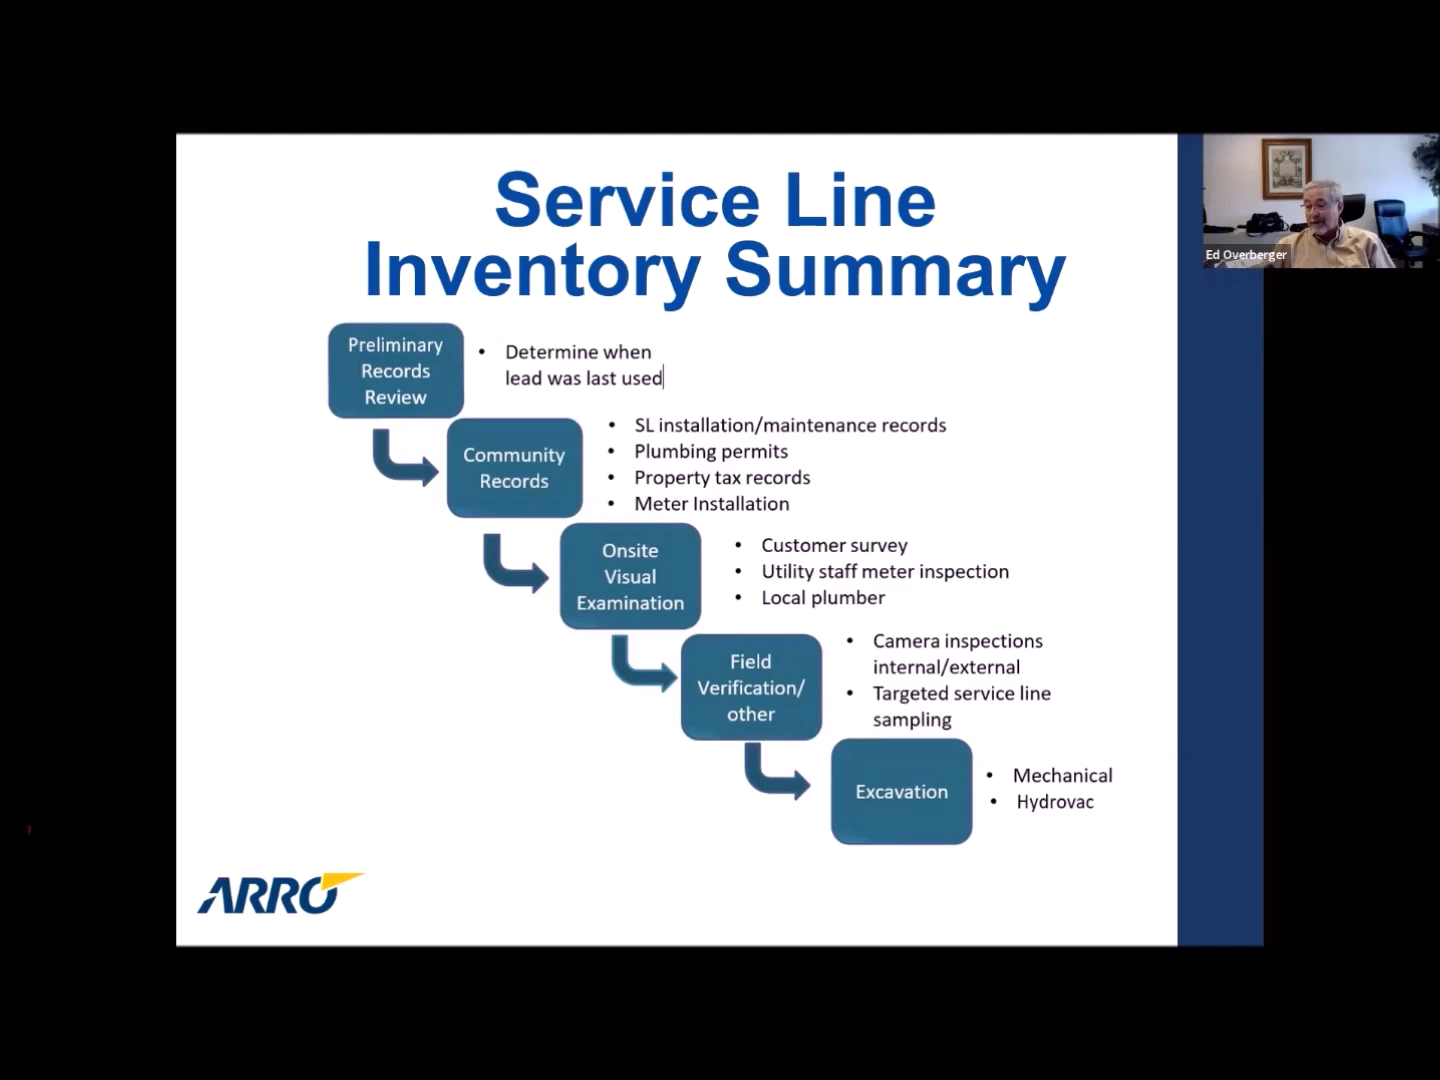 Service Line
Inventory Summary
Ed Overberger
Preliminary
Records
Review
• Determine when
lead was last used
Community
Records
• SL installation/maintenance records
• Plumbing permits
• Property tax records
• Meter Installation
Onsite
Visual
Examination
• Customer survey
• Utility staff meter inspection
• Local plumber
Field
Verification/
other
• Camera inspections
internal/external
• Targeted service line
sampling
Excavation
• Mechanical
• Hydrovac
ARRO